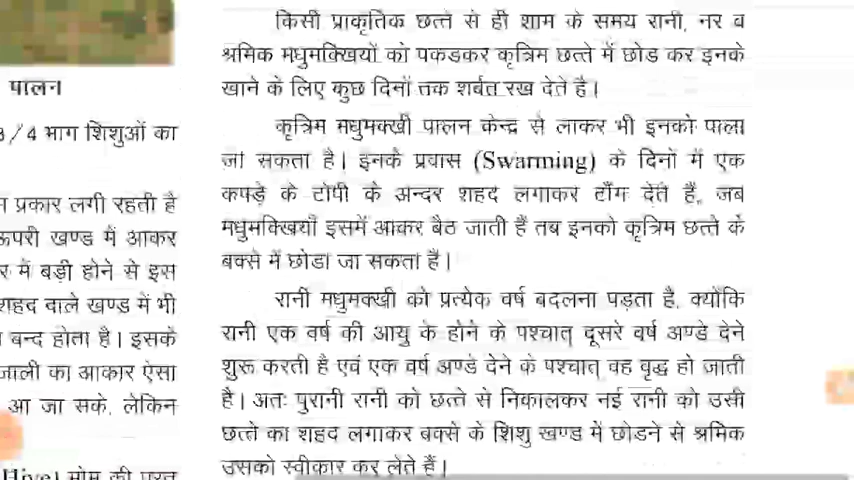 पालन
3/4 भाग शिशुओं का
प्रकार लगी रहती है
ऊपरी खण्ड में आकर
में बड़ी होने से इस
शहद वाले खण्ड में भी
बन्द होता है। इसके
जाली का आकार ऐसा
आ जा सके, लेकिन
Hive) मोम की परत
किसी प्राकृतिक छत्ते से ही शाम के समय रानी, नर व
श्रमिक मधुमक्खियों को पकडकर कृत्रिम छत्ते में छोड कर इनके
खाने के लिए कुछ दिनों तक शर्बत रख देते है।
कृत्रिम मधुमक्खी पालन केन्द्र से लाकर भी इनको पाला
जा सकता है। इनके प्रवास (Swarming) के दिनों में एक
कपड़े के टोपी के अन्दर शहद लगाकर टाँग देते हैं, जब
मधुमक्खियाँ इसमें आकर बैठ जाती हैं तब इनको कृत्रिम छत्ते के
बक्से में छोडा जा सकता है।
रानी मधुमक्खी को प्रत्येक वर्ष बदलना पड़ता है, क्योंकि
रानी एक वर्ष की आयु के होने के पश्चात् दूसरे वर्ष अण्डे देने
शुरू करती है एवं एक वर्ष अण्डे देने के पश्चात् वह वृद्ध हो जाती
है। अतः पुरानी रानी को छत्ते से निकालकर नई रानी को उसी
छत्ते का शहद लगाकर बक्से के शिशु खण्ड में छोडने से श्रमिक
उसको स्वीकार कर लेते हैं।